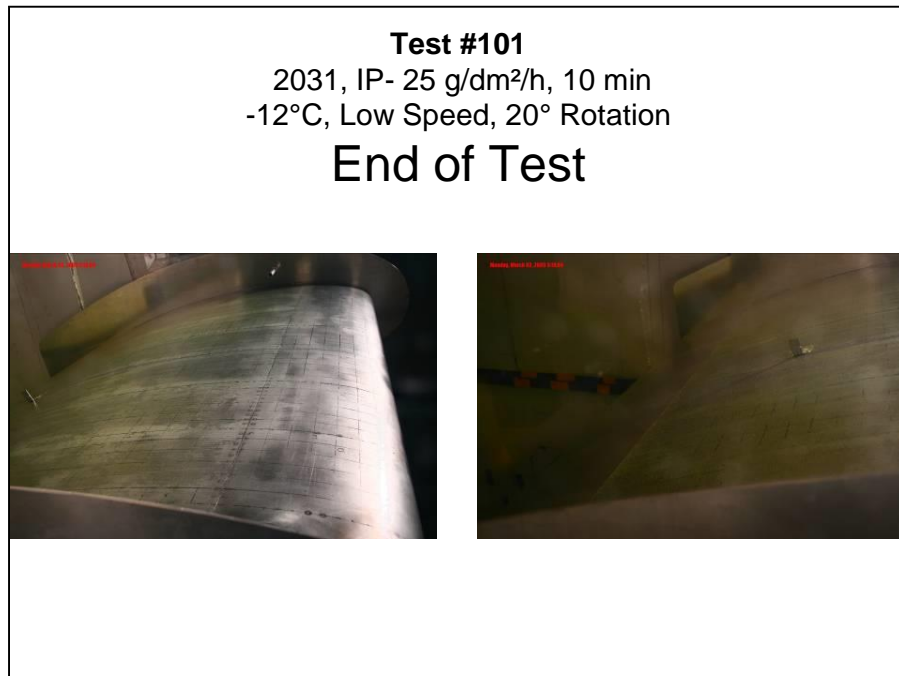 Test #101
2031, IP- 25 g/dm²/h, 10 min
-12°C, Low Speed, 20° Rotation
End of Test